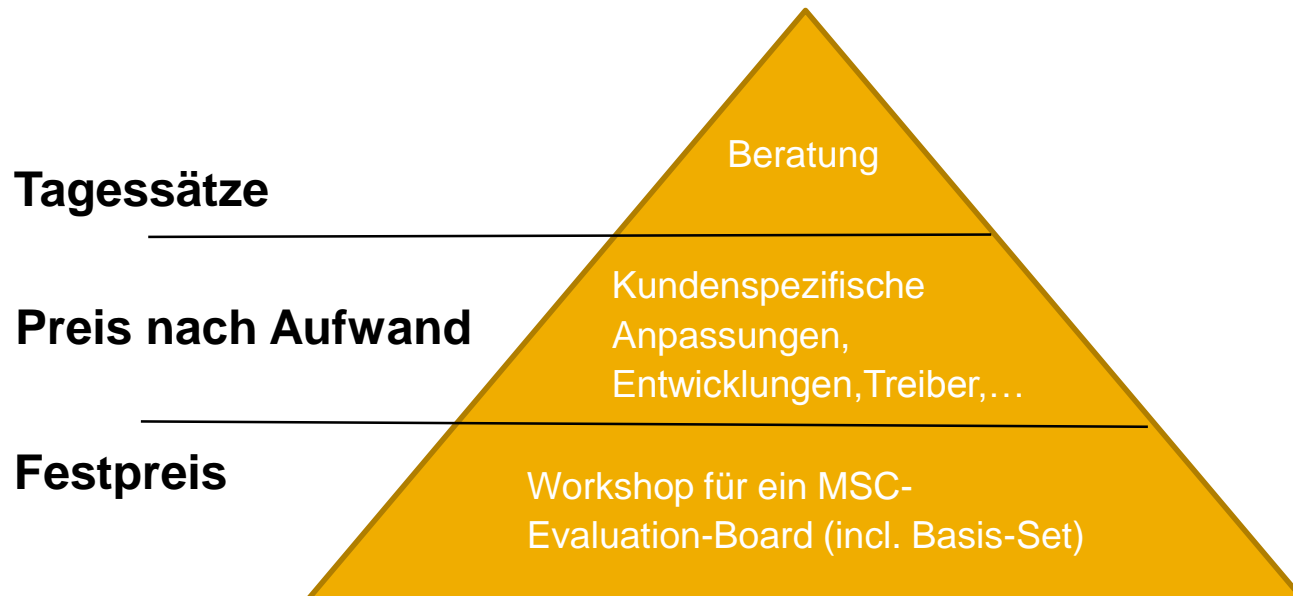 Beratung
Tagessätze
Kundenspezifische
Anpassungen,
Entwicklungen,Treiber,…
Preis nach Aufwand
Festpreis
Workshop für ein MSC-
Evaluation-Board (incl. Basis-Set)